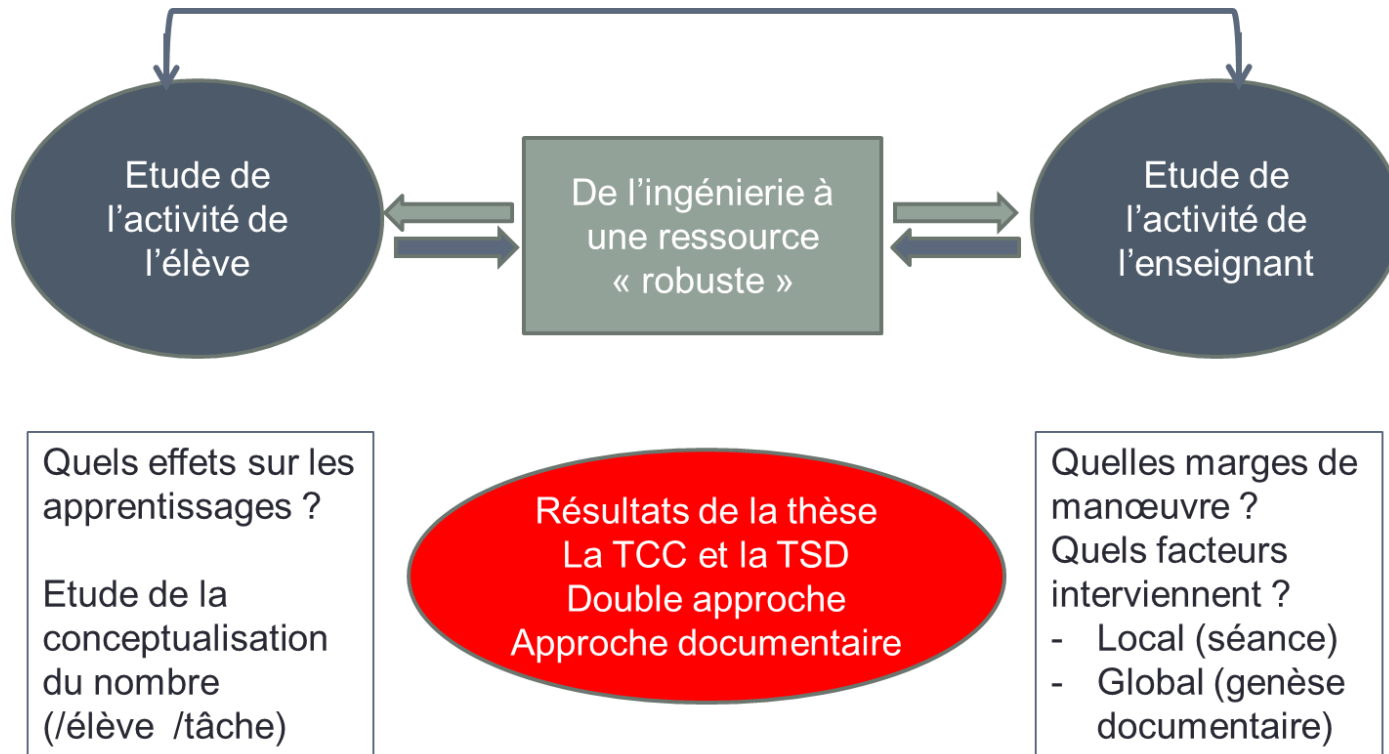 Etude de
l’activité de
l’élève
De l’ingénierie à
une ressource
« robuste »
Etude de
l’activité de
l’enseignant
Quels effets sur les
apprentissages ?
Etude de la
conceptualisation
du nombre
(/élève /tâche)
Résultats de la thèse
La TCC et la TSD
Double approche
Approche documentaire
Quelles marges de
manœuvre ?
Quels facteurs
interviennent ?
- Local (séance)
- Global (genèse
documentaire)